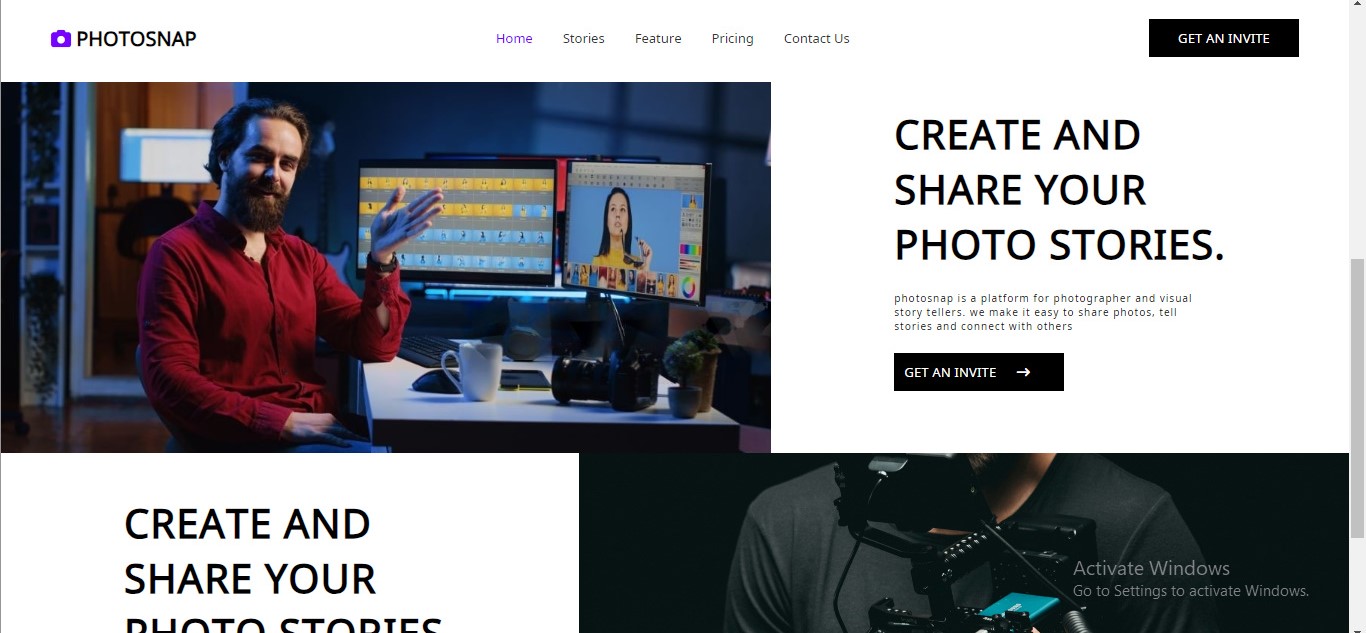 PHOTOSNAP
Home Stories Feature Pricing Contact Us
GET AN INVITE
CREATE AND
SHARE YOUR
PHOTO STORIES.
photosnap is a platform for photographer and visual
story tellers. we make it easy to share photos, tell
stories and connect with others
GET AN INVITE →
CREATE AND
SHARE YOUR
PHOTO STORIES
Activate Windows
Go to Settings to activate Windows.